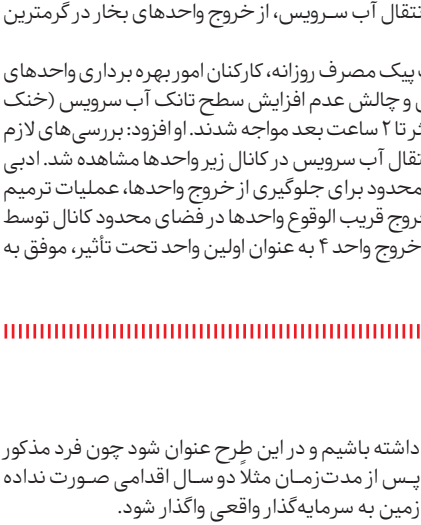 نتقال آب سرویس، از خروج واحدهای بخار در گرمترین
پیک مصرف روزانه، کارکنان امور بهره برداری واحدهای
و چالش عدم افزایش سطح تانک آب سرویس (خنک
ثر تا ۲ ساعت بعد مواجه شدند. او افزود: بررسی‌های لازم
تقال آب سرویس در کانال زیر واحدها مشاهده شد. ادبی
محدود برای جلوگیری از خروج واحدها، عملیات ترمیم
خروج قریب الوقوع واحدها در فضای محدود کانال توسط
خروج واحد ۴ به عنوان اولین واحد تحت تأثیر، موفق به
داشته باشیم و در این طرح عنوان شود چون فرد مذکور
پس از مدت‌زمان مثلاً دو سال اقدامی صورت نداده
زمین به سرمایه‌گذار واقعی واگذار شود.